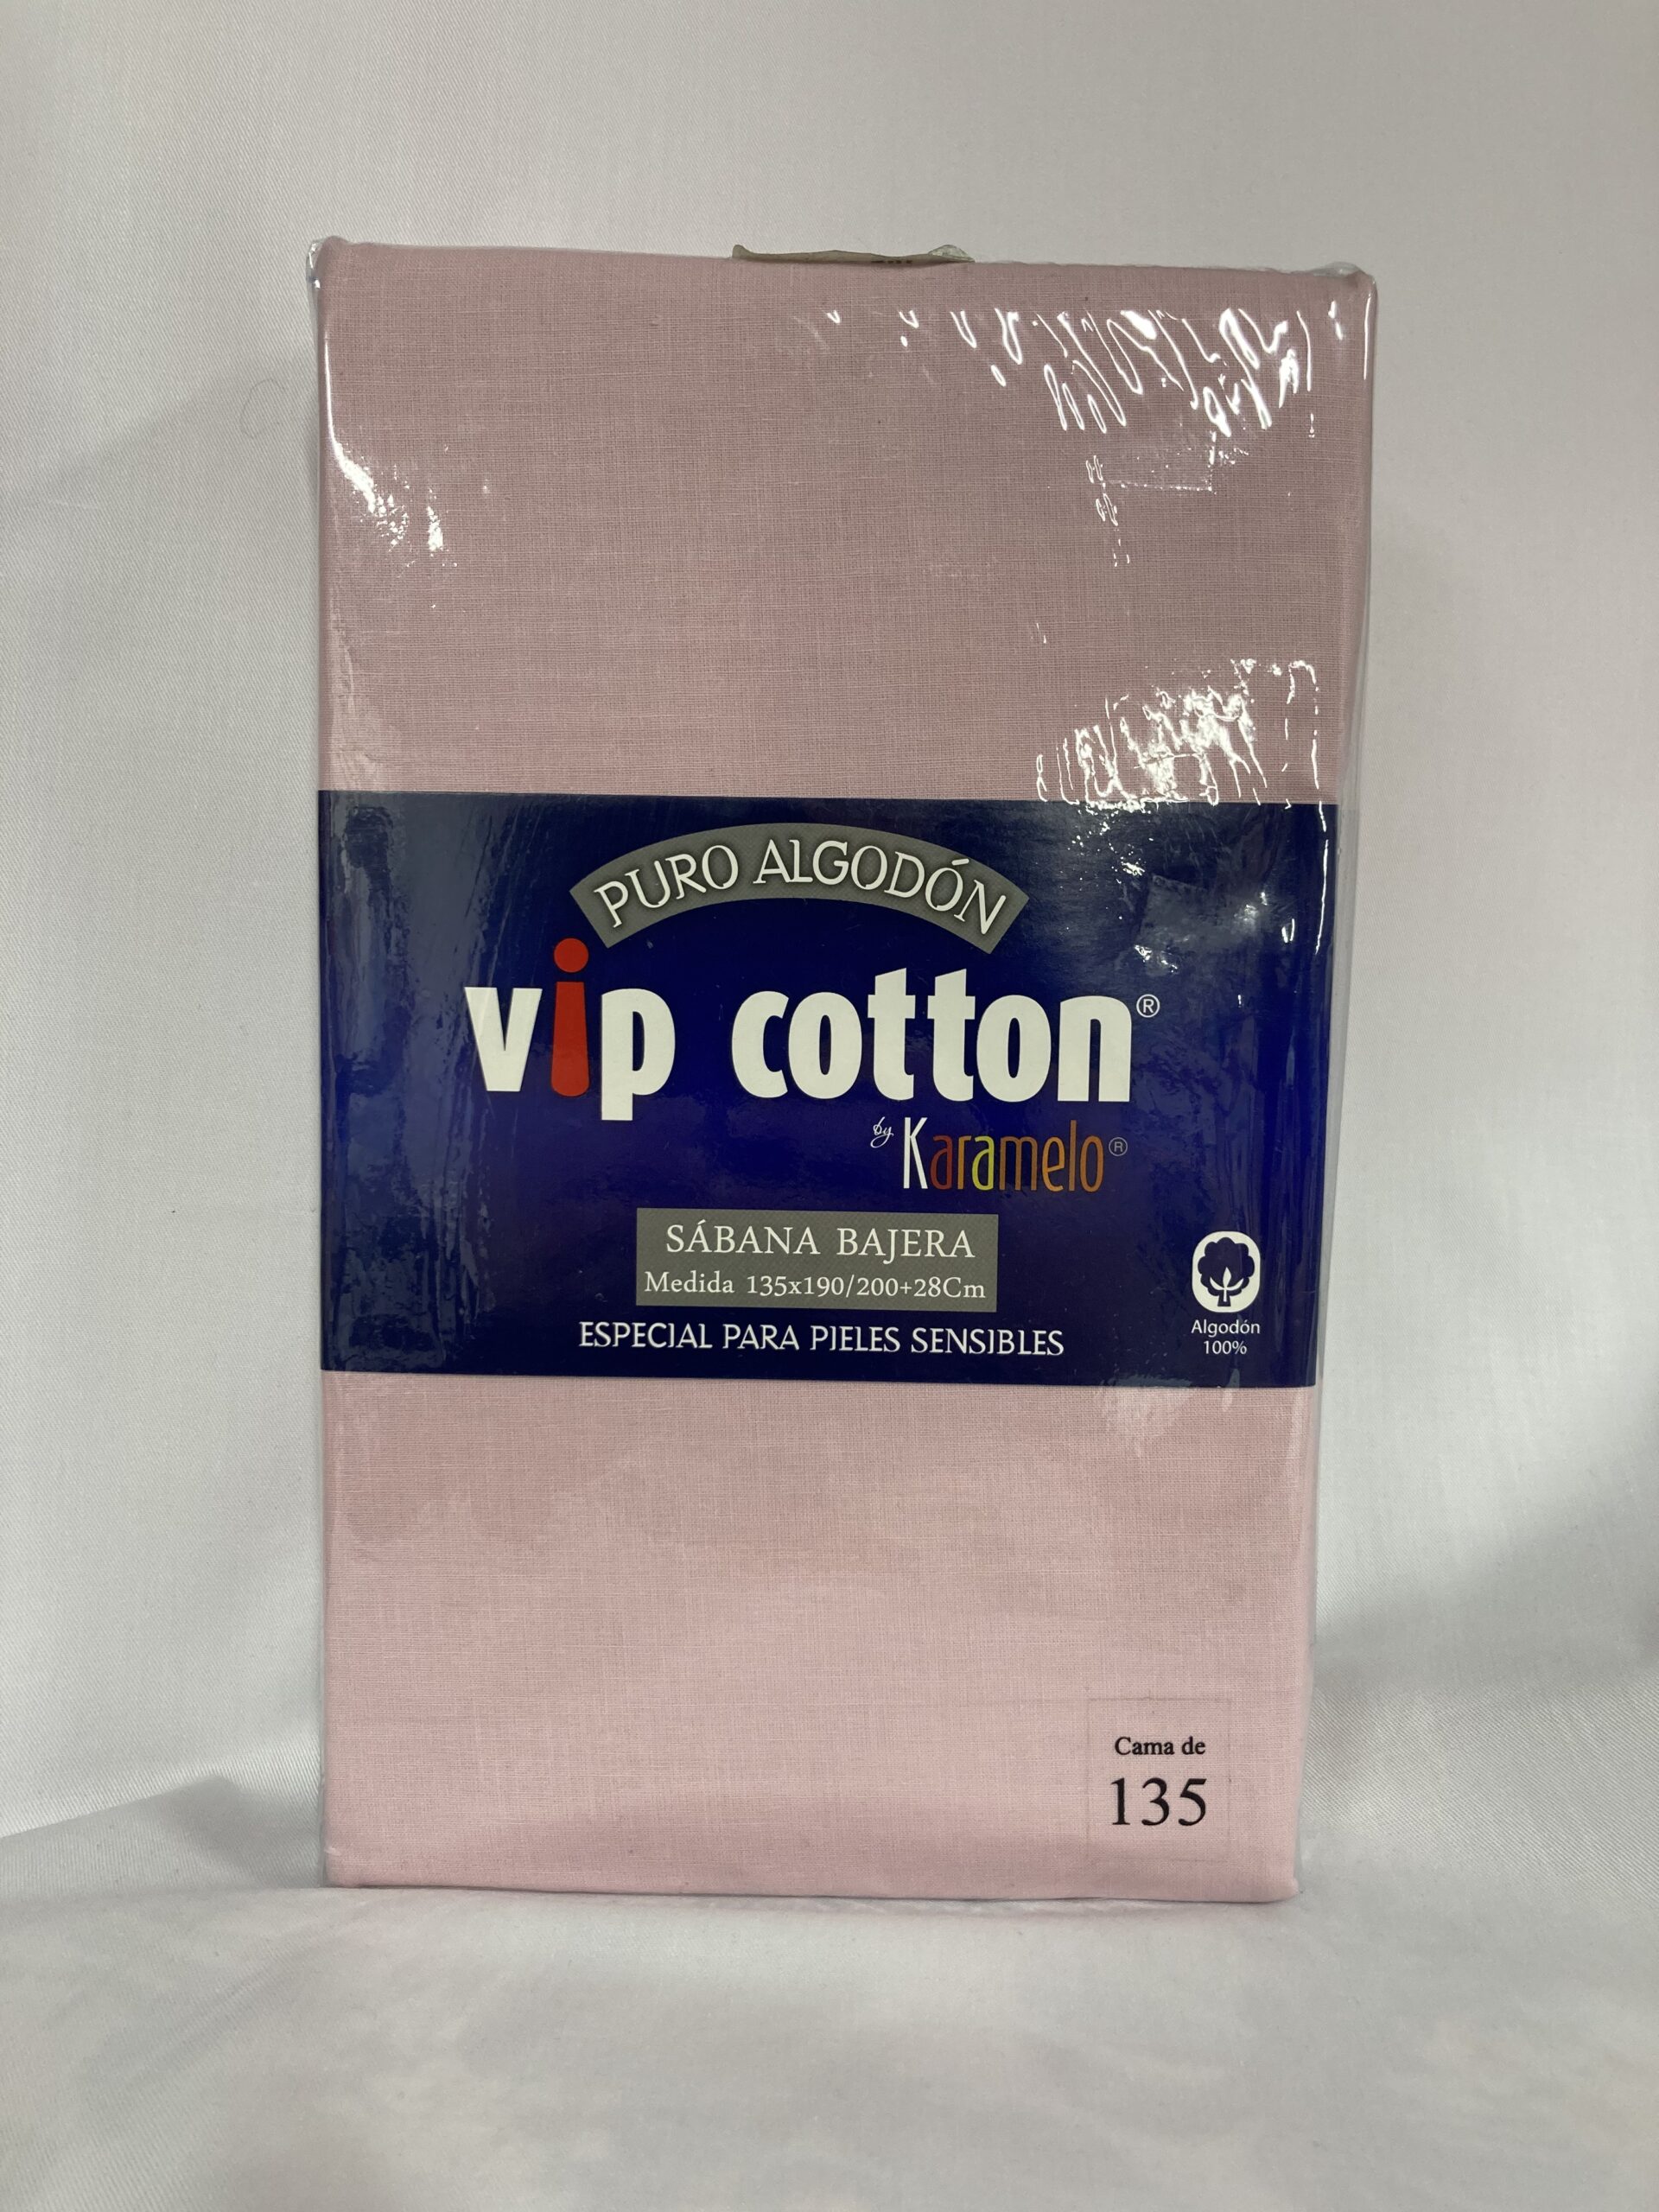 PURO ALGODÓN
vip cotton®
by Karamelo®
SÁBANA BAJERA
Medida 135x190/200+28Cm
ESPECIAL PARA PIELES SENSIBLES
Algodón
100%
Cama de
135